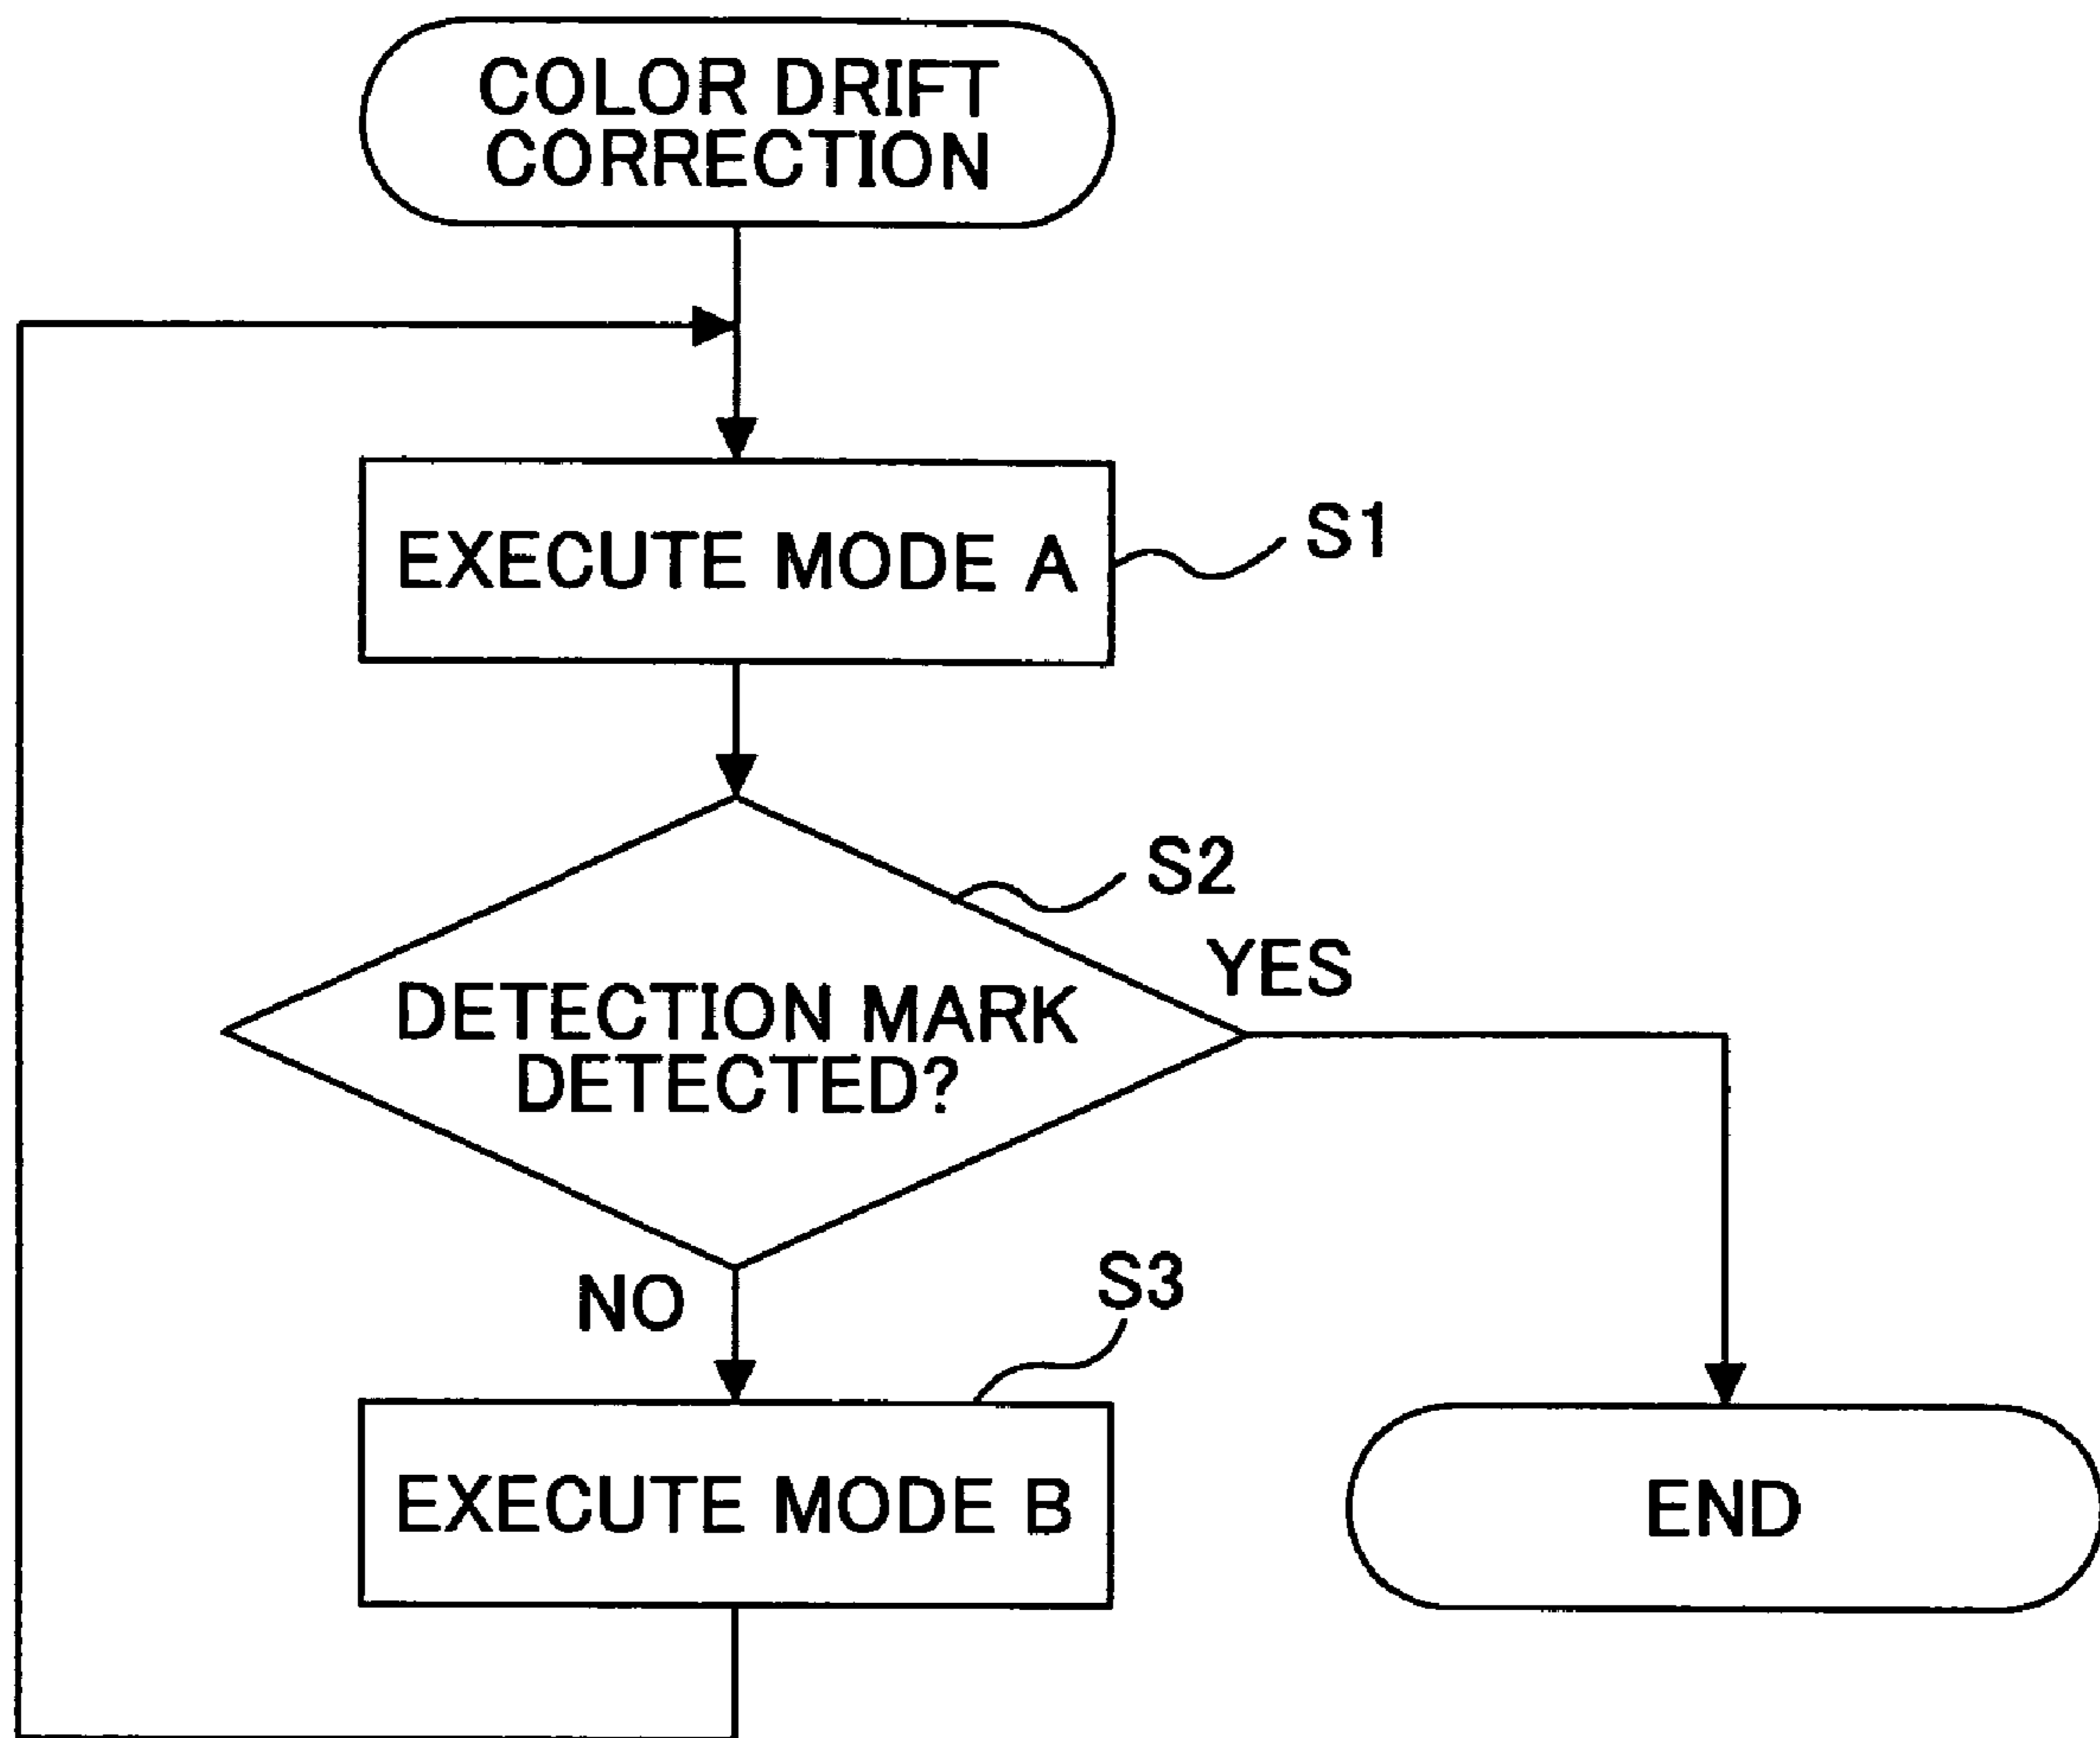 COLOR DRIFT
CORRECTION
EXECUTE MODE A
S1
S2
YES
DETECTION MARK
DETECTED?
NO
S3
EXECUTE MODE B
END